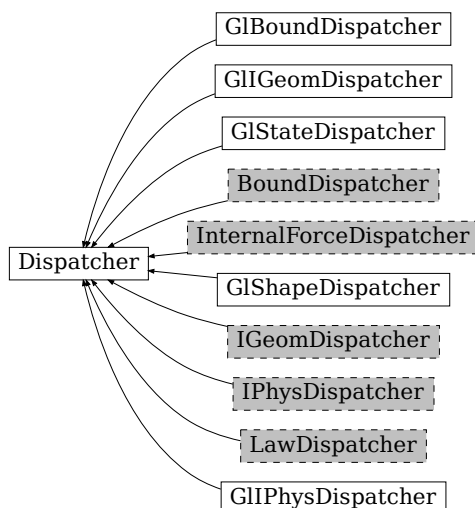 GlBoundDispatcher
GlIGeomDispatcher
GlStateDispatcher
BoundDispatcher
InternalForceDispatcher
Dispatcher
GlShapeDispatcher
IGeomDispatcher
IPhysDispatcher
LawDispatcher
GlIPhysDispatcher